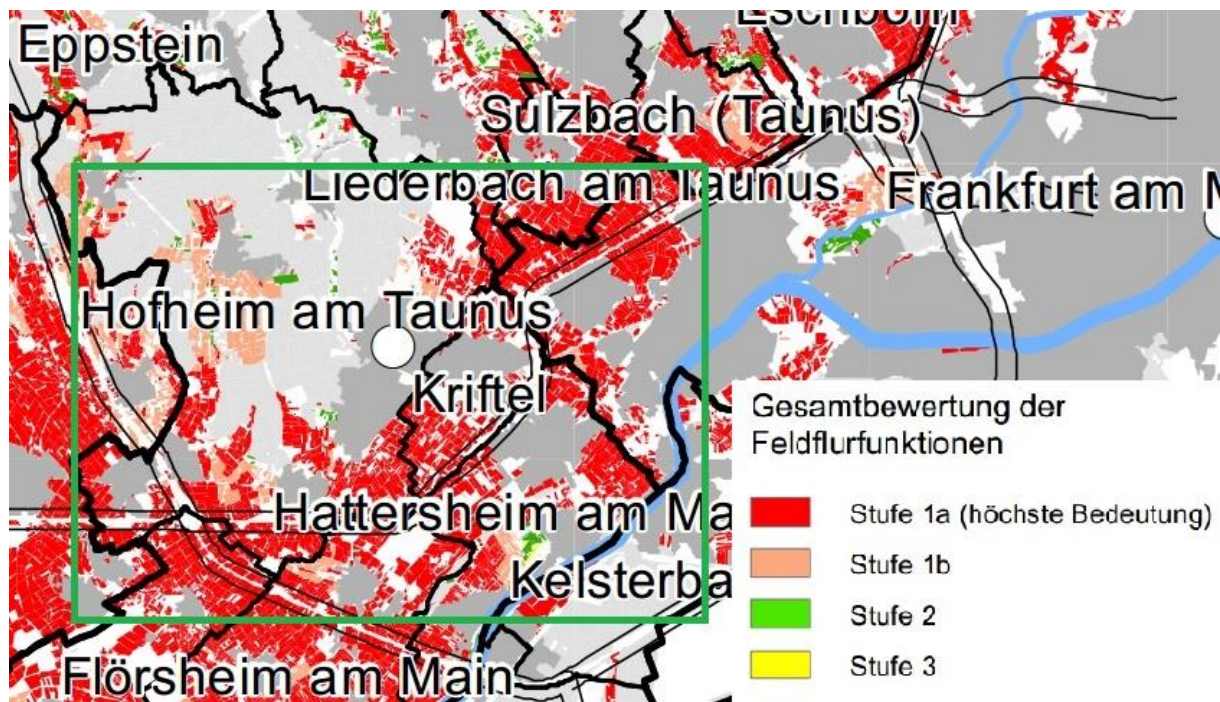 Eppstein
Eschborn
Sulzbach (Taunus)
Liederbach am Taunus
Frankfurt am M
Hofheim am Taunus
Kriftel
Hattersheim am Ma
Kelsterba
Flörsheim am Main
Gesamtbewertung der
Feldflurfunktionen
Stufe 1a (höchste Bedeutung)
Stufe 1b
Stufe 2
Stufe 3